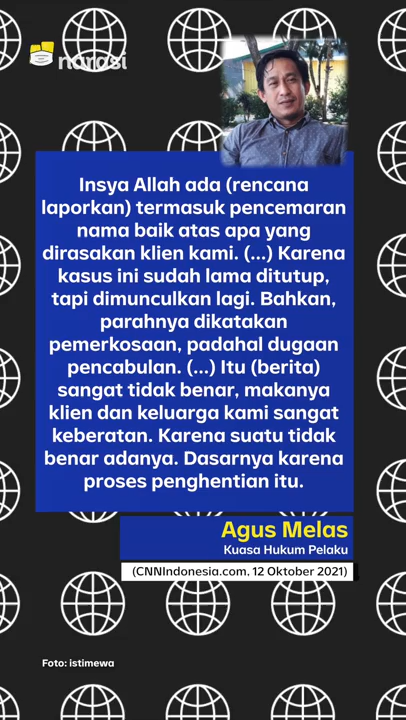 narasi
Insya Allah ada (rencana
laporkan) termasuk pencemaran
nama baik atas apa yang
dirasakan klien kami. (...) Karena
kasus ini sudah lama ditutup,
tapi dimunculkan lagi. Bahkan,
parahnya dikatakan
pemerkosaan, padahal dugaan
pencabulan. (...) Itu (berita)
sangat tidak benar, makanya
klien dan keluarga kami sangat
keberatan. Karena suatu tidak
benar adanya. Dasarnya karena
proses penghentian itu.
Agus Melas
Kuasa Hukum Pelaku
(CNNIndonesia.com. 12 Oktober 2021)
Foto: istimewa